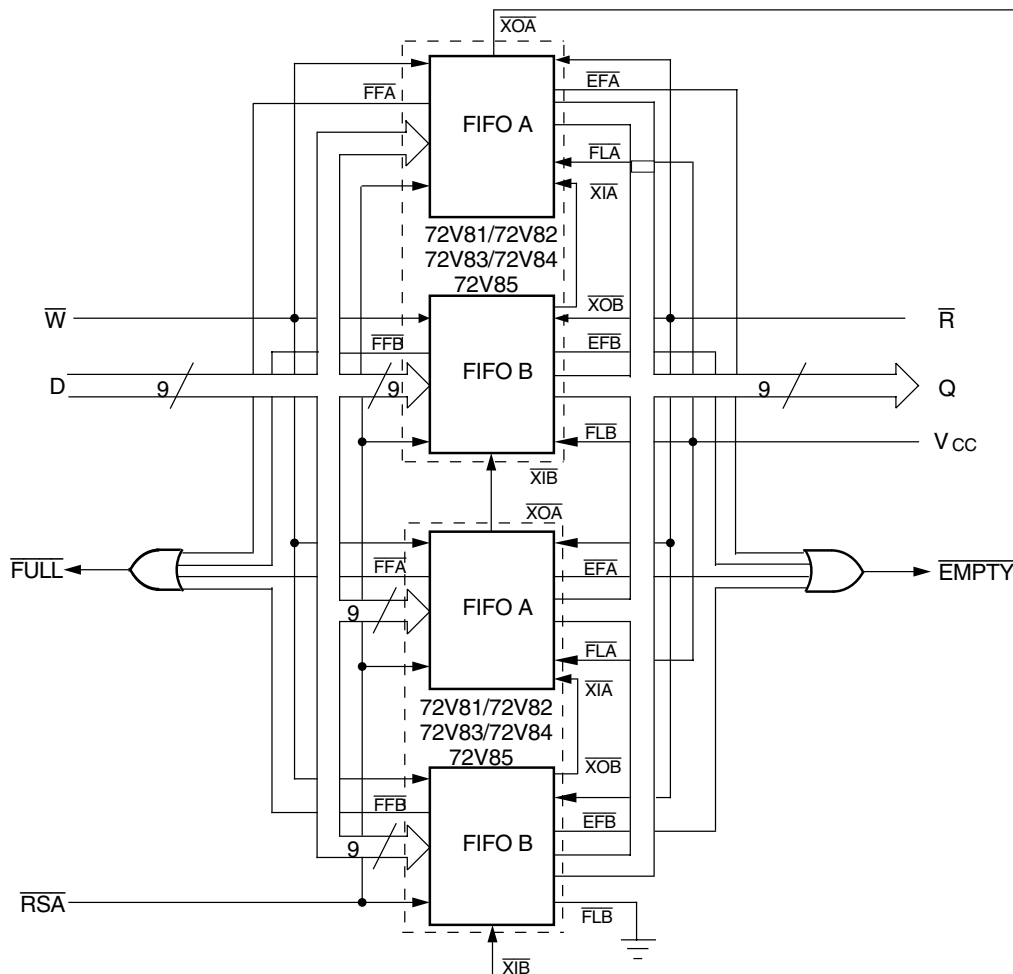 XOA
EFA
FFA
FIFO A
FLA
XIA
72V81/72V82
72V83/72V84
72V85
W
XOB
R
FFB
EFB
D
9
9
FIFO B
9
Q
FLB
VCC
XIB
XOA
FULL
FFA
EFA
EMPTY
9
FIFO A
FLA
XIA
72V81/72V82
72V83/72V84
72V85
XOB
FFB
EFB
9
FIFO B
RSA
FLB
XIB